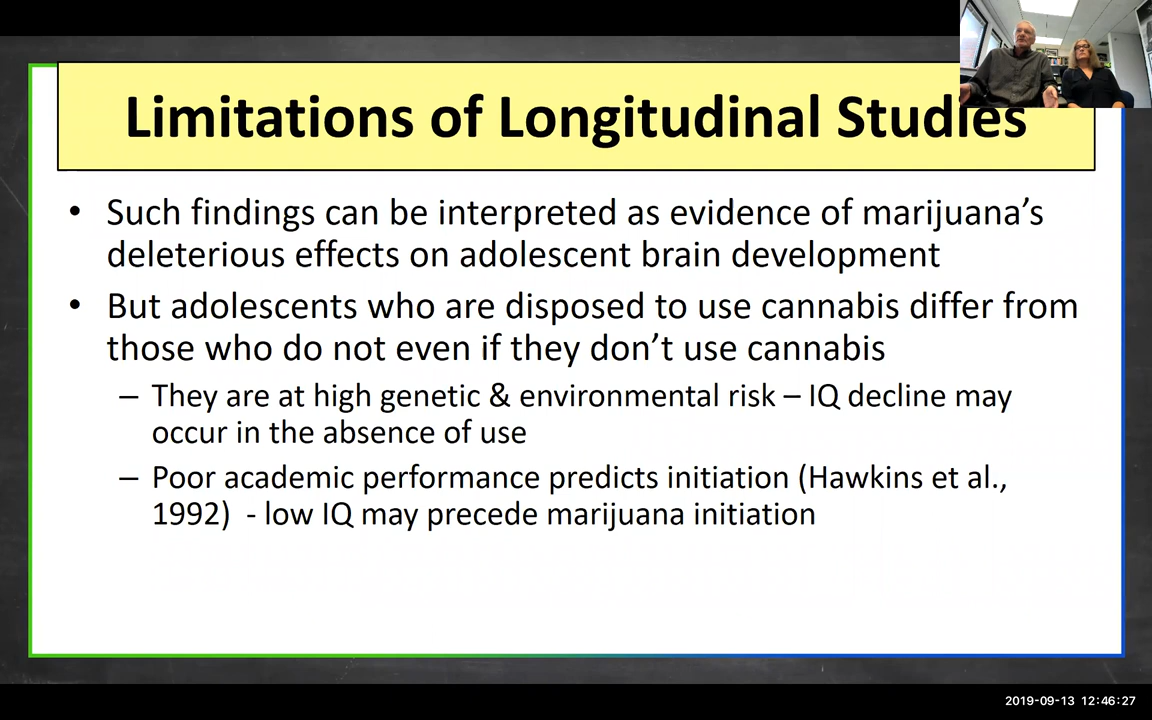 Limitations of Longitudinal Studies
• Such findings can be interpreted as evidence of marijuana’s
deleterious effects on adolescent brain development
• But adolescents who are disposed to use cannabis differ from
those who do not even if they don’t use cannabis
– They are at high genetic & environmental risk – IQ decline may
occur in the absence of use
– Poor academic performance predicts initiation (Hawkins et al.,
1992)  - low IQ may precede marijuana initiation
2019-09-13 12:46:27